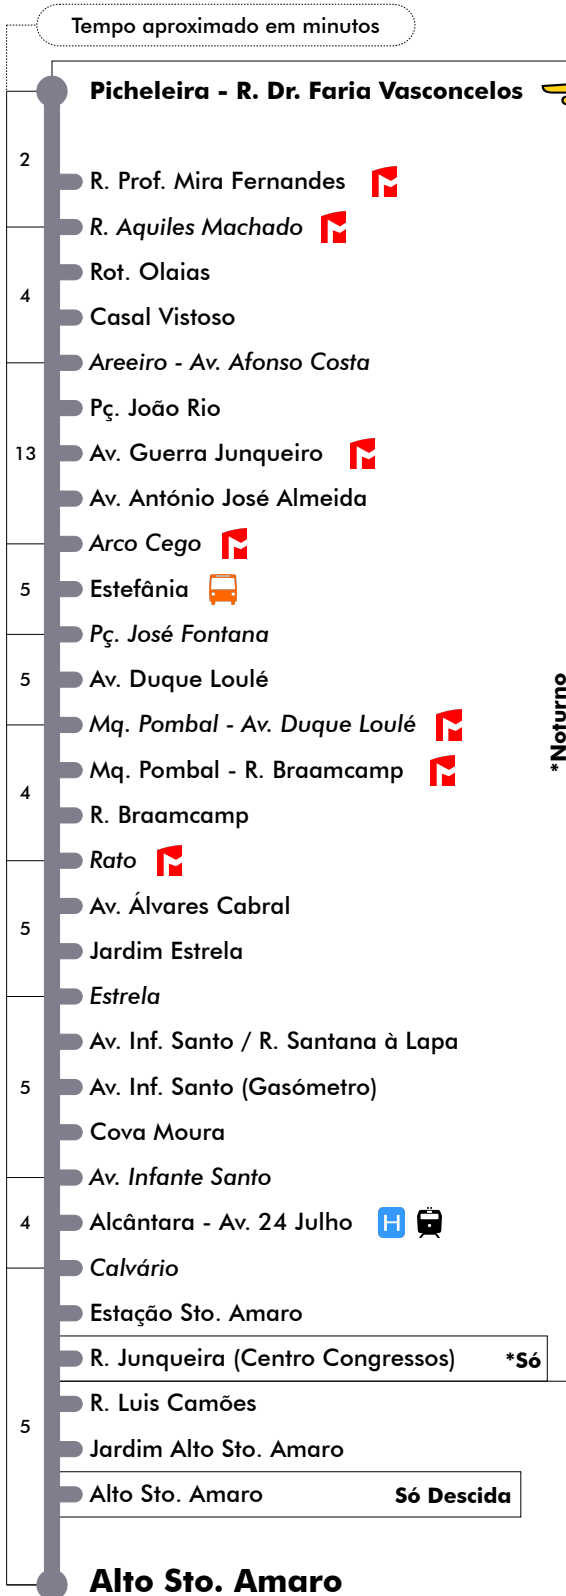 Tempo aproximado em minutos
Picheleira - R. Dr. Faria Vasconcelos
2
R. Prof. Mira Fernandes
R. Aquiles Machado
Rot. Olaias
4
Casal Vistoso
Areeiro - Av. Afonso Costa
Pç. João Rio
13
Av. Guerra Junqueiro
Av. António José Almeida
Arco Cego
5
Estefânia
Pç. José Fontana
5
Av. Duque Loulé
*Noturno
Mq. Pombal - Av. Duque Loulé
Mq. Pombal - R. Braamcamp
4
R. Braamcamp
Rato
Av. Álvares Cabral
5
Jardim Estrela
Estrela
Av. Inf. Santo / R. Santana à Lapa
5
Av. Inf. Santo (Gasómetro)
Cova Moura
Av. Infante Santo
4
Alcântara - Av. 24 Julho H
Calvário
Estação Sto. Amaro
R. Junqueira (Centro Congressos) *Só
R. Luis Camões
5
Jardim Alto Sto. Amaro
Alto Sto. Amaro Só Descida
Alto Sto. Amaro